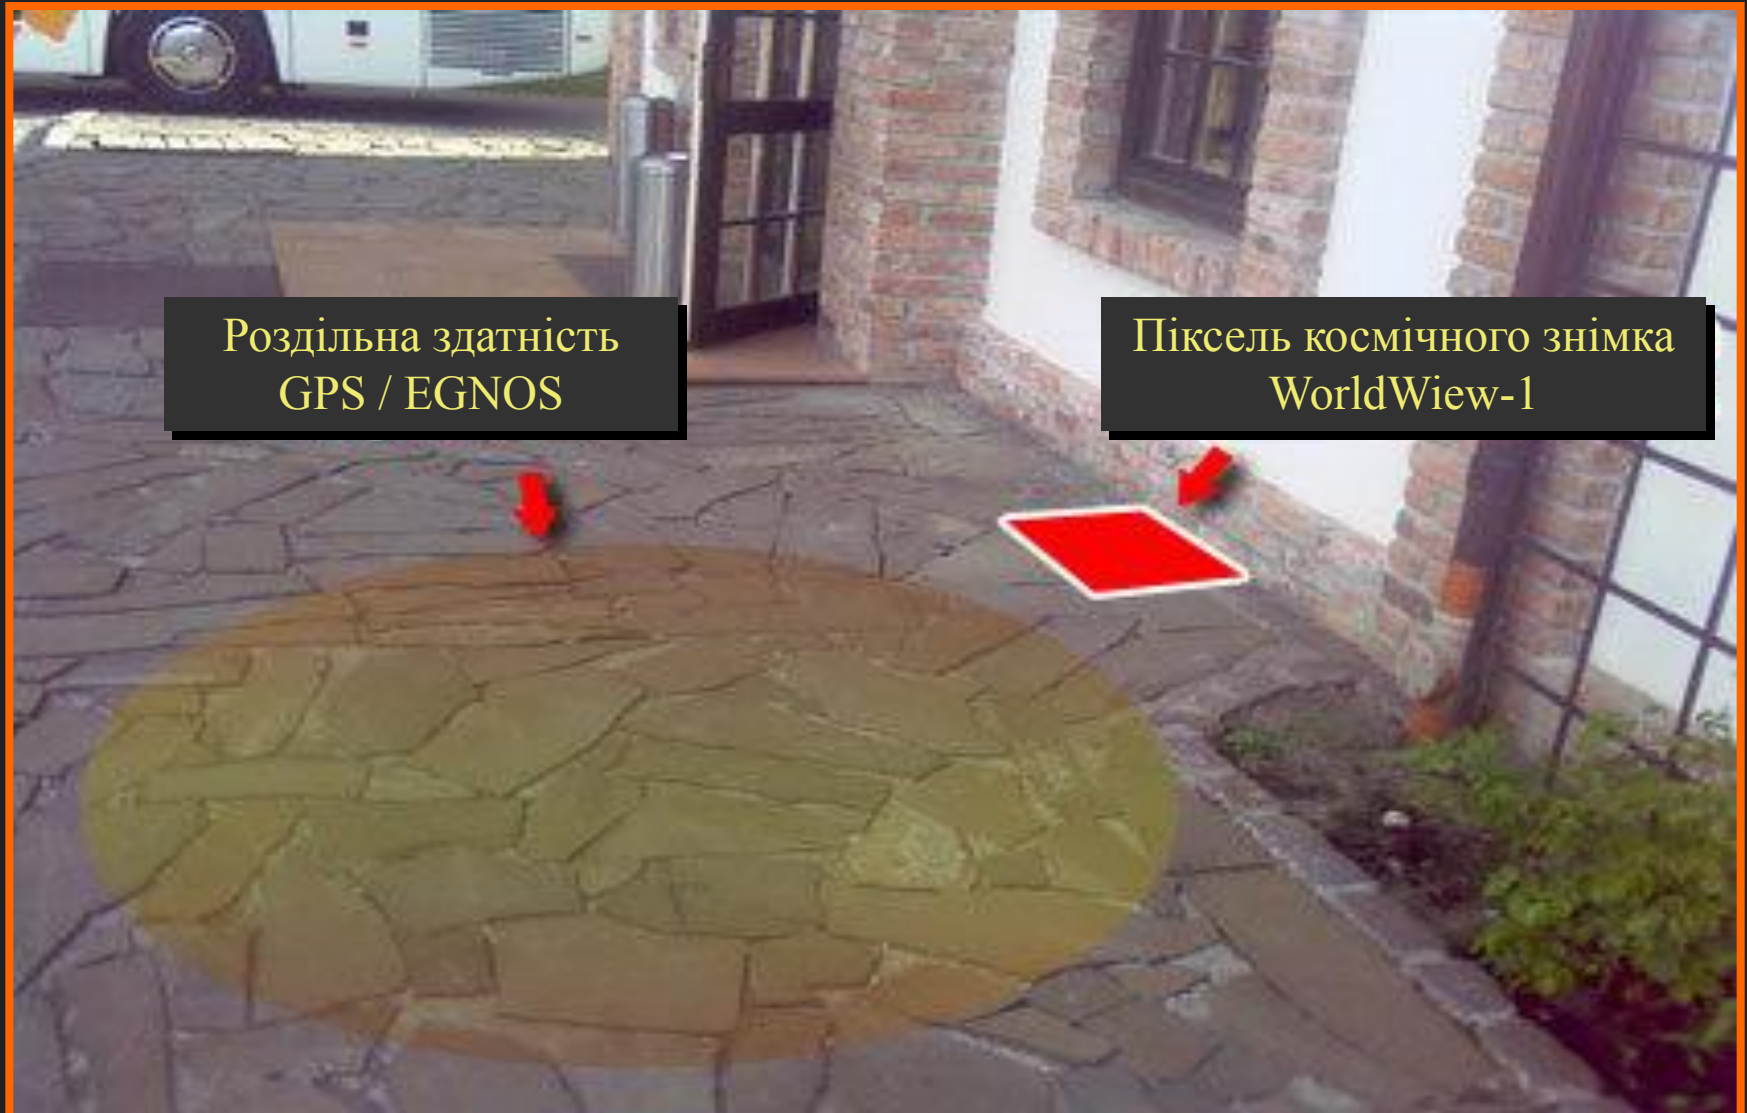 Роздільна здатність
GPS / EGNOS
Піксель космічного знімка
WorldWiew-1